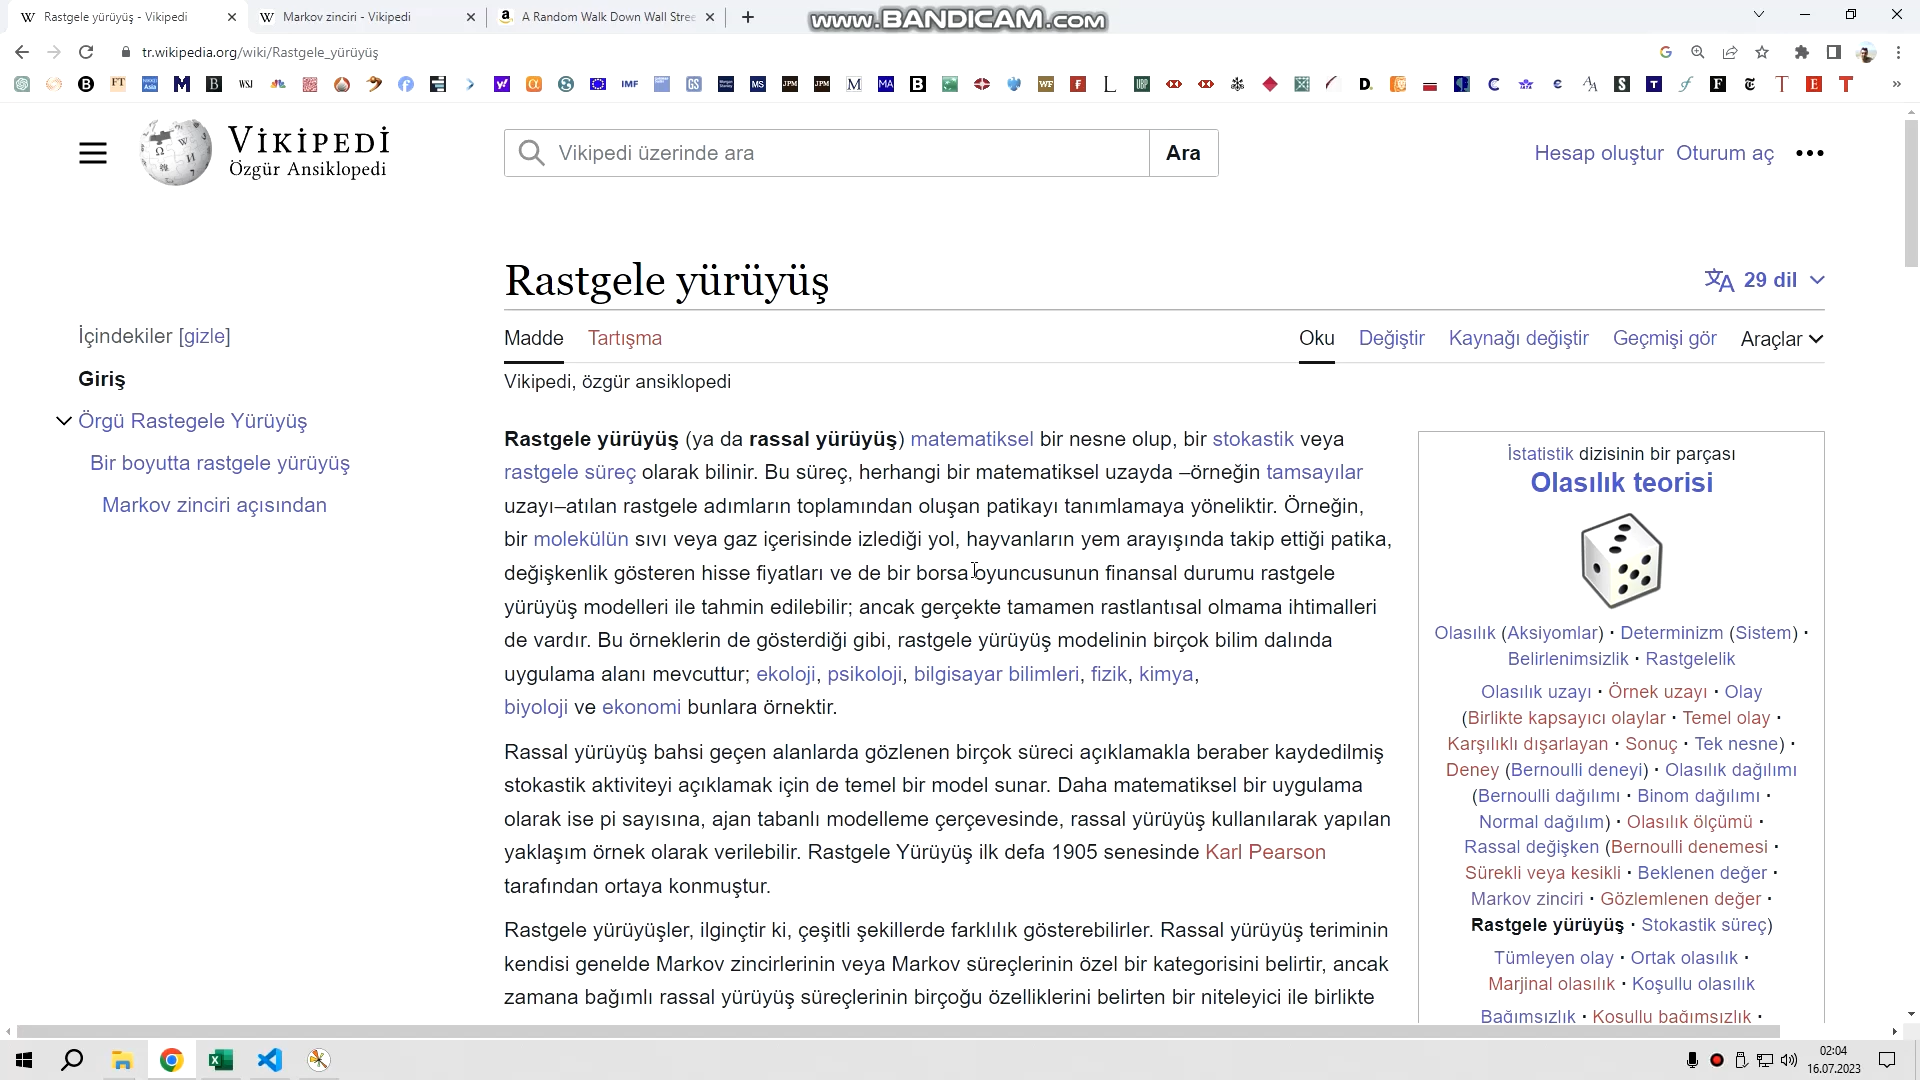 Rastgele yürüyüş - Vikipedi
Markov zinciri - Vikipedi
A Random Walk Down Wall Stree
www.BANDICAM.com
tr.wikipedia.org/wiki/Rastgele_yürüyüş
VİKİPEDİ
Özgür Ansiklopedi
Vikipedi üzerinde ara
Ara
Hesap oluştur
Oturum aç
Rastgele yürüyüş
29 dil
İçindekiler [gizle]
Giriş
Örgü Rastegele Yürüyüş
Bir boyutta rastgele yürüyüş
Markov zinciri açısından
Madde
Tartışma
Oku
Değiştir
Kaynağı değiştir
Geçmişi gör
Araçlar
Vikipedi, özgür ansiklopedi
Rastgele yürüyüş (ya da rassal yürüyüş) matematiksel bir nesne olup, bir stokastik veya
rastgele süreç olarak bilinir. Bu süreç, herhangi bir matematiksel uzayda –örneğin tamsayılar
uzayı–atılan rastgele adımların toplamından oluşan patikayı tanımlamaya yöneliktir. Örneğin,
bir molekülün sıvı veya gaz içerisinde izlediği yol, hayvanların yem arayışında takip ettiği patika,
değişkenlik gösteren hisse fiyatları ve de bir borsa oyuncusunun finansal durumu rastgele
yürüyüş modelleri ile tahmin edilebilir; ancak gerçekte tamamen rastlantısal olmama ihtimalleri
de vardır. Bu örneklerin de gösterdiği gibi, rastgele yürüyüş modelinin birçok bilim dalında
uygulama alanı mevcuttur; ekoloji, psikoloji, bilgisayar bilimleri, fizik, kimya,
biyoloji ve ekonomi bunlara örnektir.
Rassal yürüyüş bahsi geçen alanlarda gözlenen birçok süreci açıklamakla beraber kaydedilmiş
stokastik aktiviteyi açıklamak için de temel bir model sunar. Daha matematiksel bir uygulama
olarak ise pi sayısına, ajan tabanlı modelleme çerçevesinde, rassal yürüyüş kullanılarak yapılan
yaklaşım örnek olarak verilebilir. Rastgele Yürüyüş ilk defa 1905 senesinde Karl Pearson
tarafından ortaya konmuştur.
Rastgele yürüyüşler, ilginçtir ki, çeşitli şekillerde farklılık gösterebilirler. Rassal yürüyüş teriminin
kendisi genelde Markov zincirlerinin veya Markov süreçlerinin özel bir kategorisini belirtir, ancak
zamana bağımlı rassal yürüyüş süreçlerinin birçoğu özelliklerini belirten bir niteleyici ile birlikte
İstatistik dizisinin bir parçası
Olasılık teorisi
Olasılık (Aksiyomlar) · Determinizm (Sistem) ·
Belirlenimsizlik · Rastgelelik
Olasılık uzayı · Örnek uzayı · Olay
(Birlikte kapsayıcı olaylar · Temel olay ·
Karşılıklı dışarlayan · Sonuç · Tek nesne) ·
Deney (Bernoulli deneyi) · Olasılık dağılımı
(Bernoulli dağılımı · Binom dağılımı ·
Normal dağılım) · Olasılık ölçümü ·
Rassal değişken (Bernoulli denemesi ·
Sürekli veya kesikli · Beklenen değer ·
Markov zinciri · Gözlemlenen değer ·
Rastgele yürüyüş · Stokastik süreç)
Tümleyen olay · Ortak olasılık ·
Marjinal olasılık · Koşullu olasılık
Bağımsızlık · Koşullu bağımsızlık ·
02:04
16.07.2023